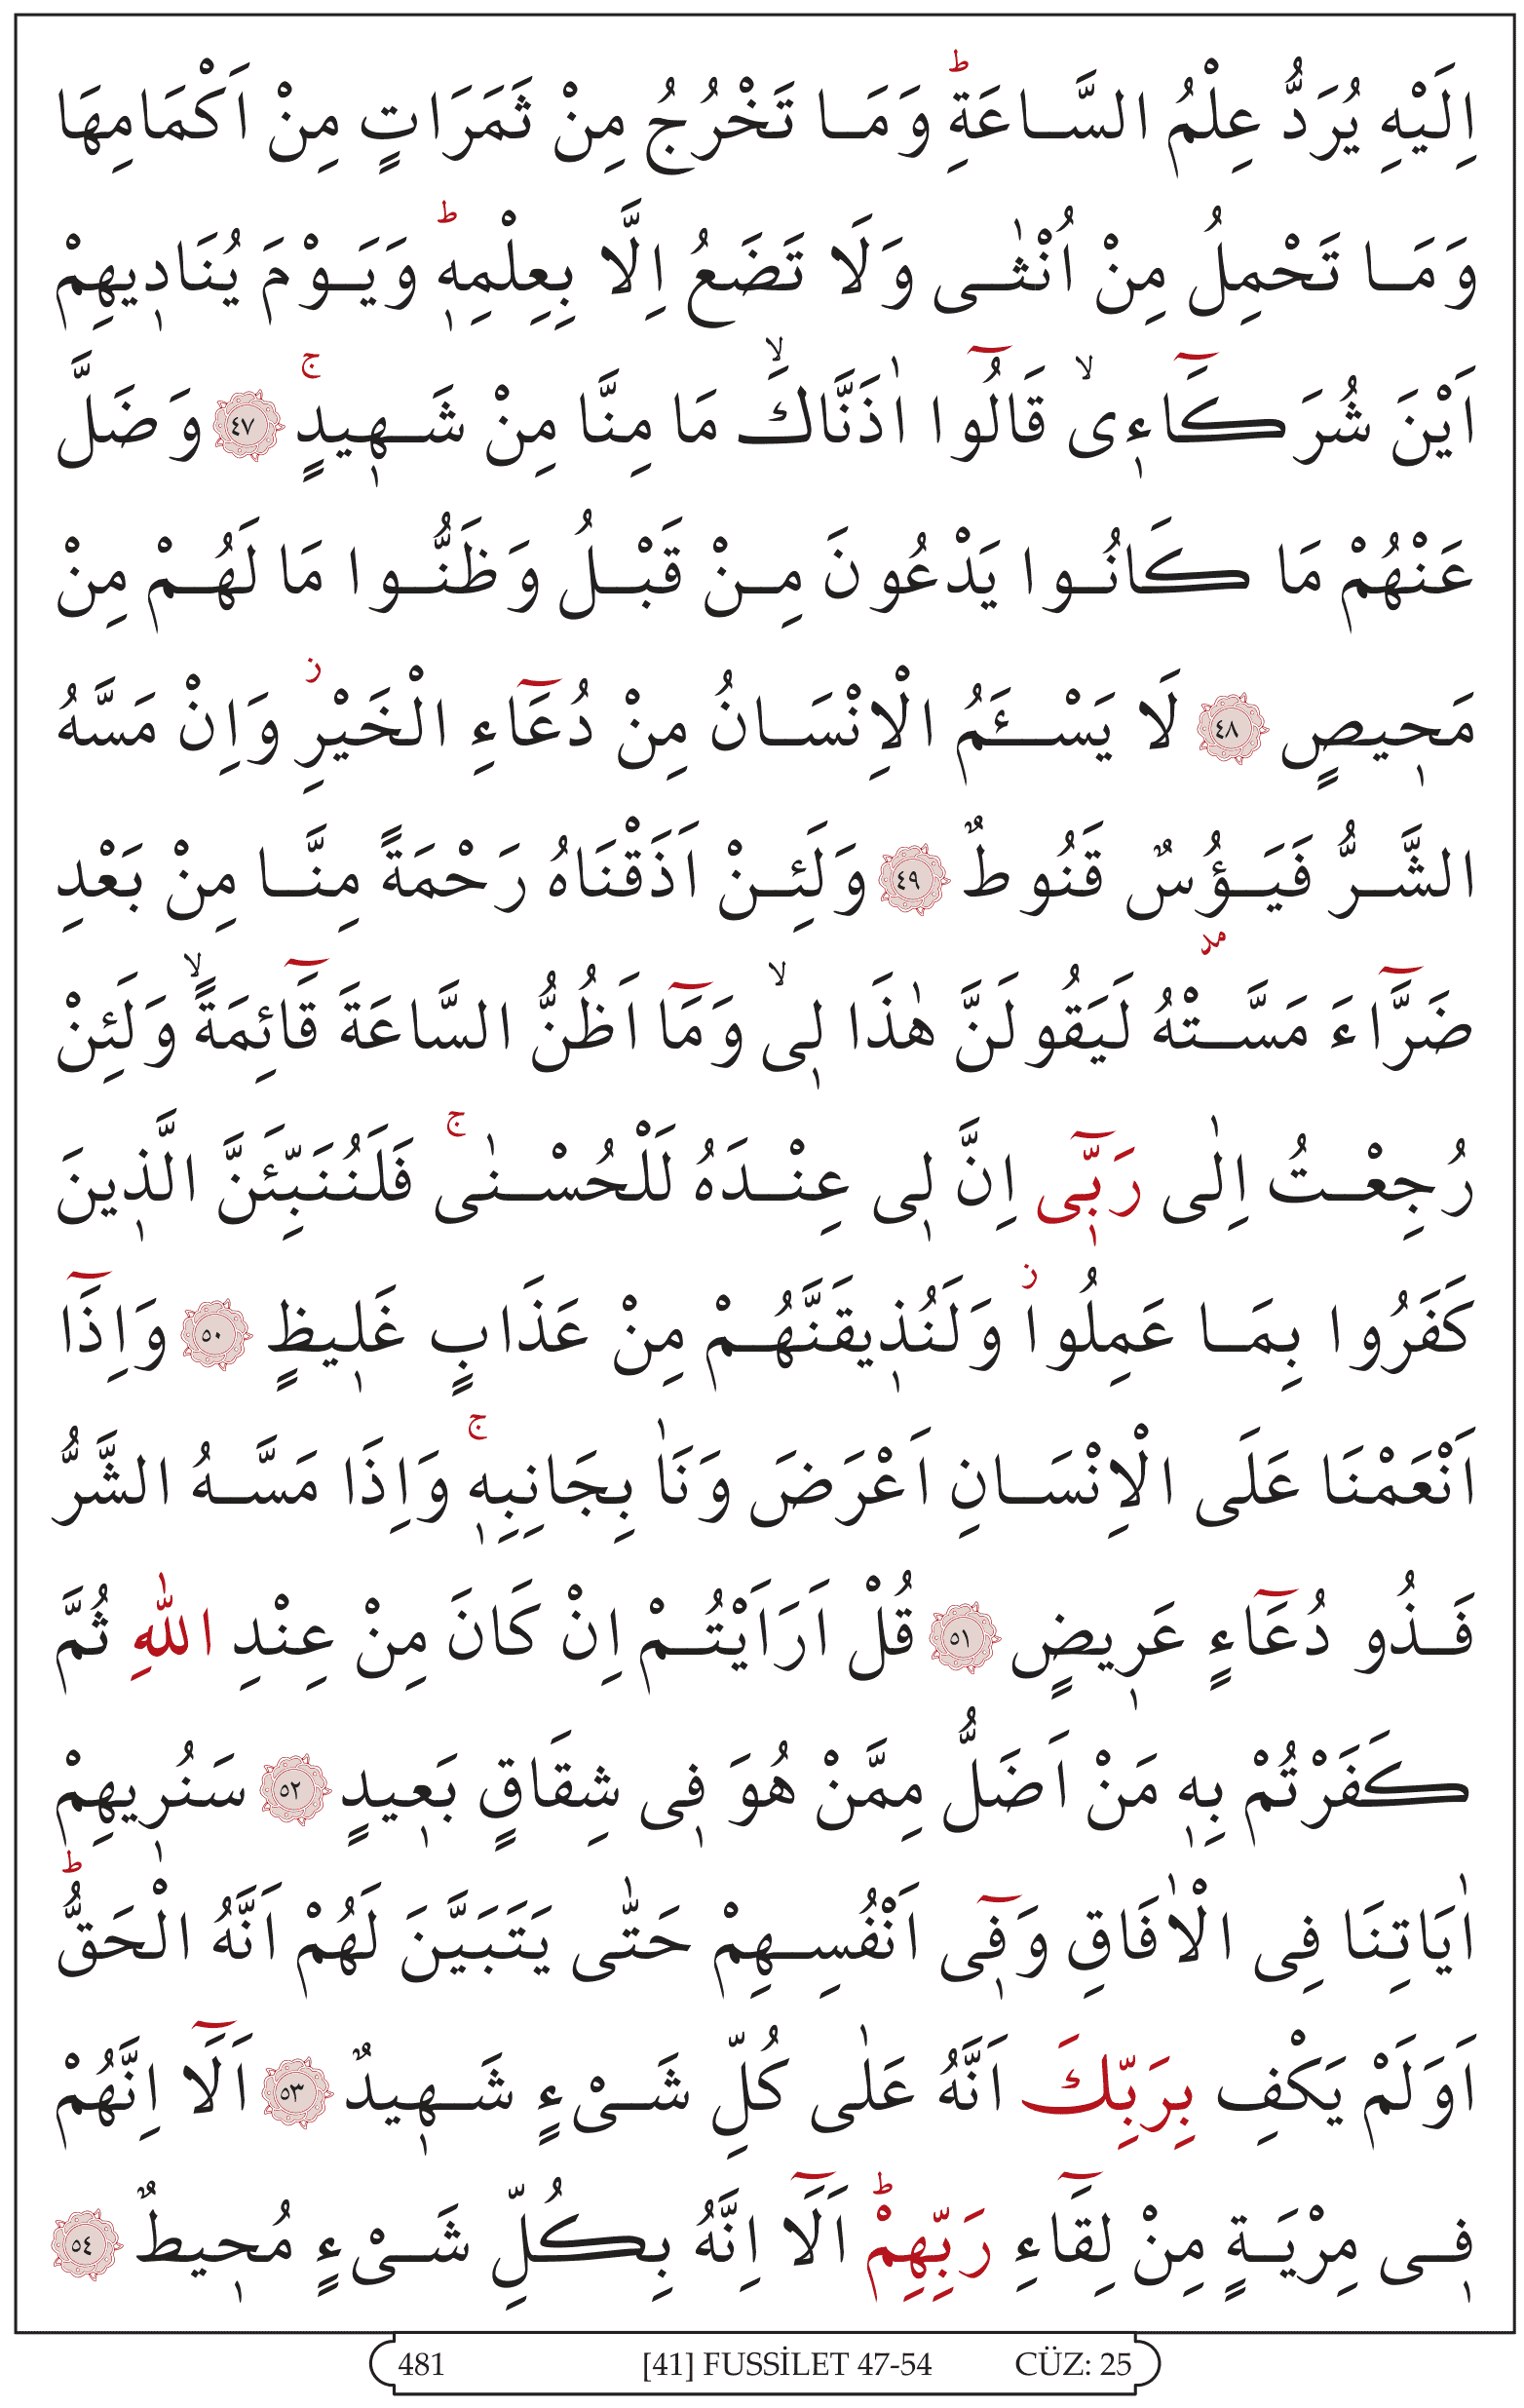 اِلَيْهِ يُرَدُّ عِلْمُ السَّاعَةِۜ وَمَا تَخْرُجُ مِنْ ثَمَرَاتٍ مِنْ اَكْمَامِهَا
وَمَا تَحْمِلُ مِنْ اُنْثٰى وَلَا تَضَعُ اِلَّا بِعِلْمِه۪ۜ وَيَوْمَ يُنَاد۪يهِمْ
اَيْنَ شُرَكَٓاء۪ىۙ قَالُٓوا اٰذَنَّاكَۙ مَا مِنَّا مِنْ شَه۪يدٍۚ ﴿٤٧﴾ وَضَلَّ
عَنْهُمْ مَا كَانُوا يَدْعُونَ مِنْ قَبْلُ وَظَنُّوا مَا لَهُمْ مِنْ
مَح۪يصٍ ﴿٤٨﴾ لَا يَسْـَٔمُ الْاِنْسَانُ مِنْ دُعَٓاءِ الْخَيْرِۘ وَاِنْ مَسَّهُ
الشَّرُّ فَيَؤُسٌ قَنُوطٌ ﴿٤٩﴾ وَلَئِنْ اَذَقْنَاهُ رَحْمَةً مِنَّا مِنْ بَعْدِ
ضَرَّٓاءَ مَسَّتْهُ لَيَقُولَنَّ هٰذَا ل۪ىۙ وَمَٓا اَظُنُّ السَّاعَةَ قَٓائِمَةًۙ وَلَئِنْ
رُجِعْتُ اِلٰى رَبّ۪ٓى اِنَّ ل۪ى عِنْدَهُ لَلْحُسْنٰىۚ فَلَنُنَبِّئَنَّ الَّذ۪ينَ
كَفَرُوا بِمَا عَمِلُواۘ وَلَنُذ۪يقَنَّهُمْ مِنْ عَذَابٍ غَل۪يظٍ ﴿٥٠﴾ وَاِذَٓا
اَنْعَمْنَا عَلَى الْاِنْسَانِ اَعْرَضَ وَنَاٰ بِجَانِبِه۪ۚ وَاِذَا مَسَّهُ الشَّرُّ
فَذُو دُعَٓاءٍ عَر۪يضٍ ﴿٥١﴾ قُلْ اَرَاَيْتُمْ اِنْ كَانَ مِنْ عِنْدِ اللّٰهِ ثُمَّ
كَفَرْتُمْ بِه۪ مَنْ اَضَلُّ مِمَّنْ هُوَ ف۪ى شِقَاقٍ بَع۪يدٍ ﴿٥٢﴾ سَنُر۪يهِمْ
اٰيَاتِنَا فِى الْاٰفَاقِ وَف۪ٓى اَنْفُسِهِمْ حَتّٰى يَتَبَيَّنَ لَهُمْ اَنَّهُ الْحَقُّۜ
اَوَلَمْ يَكْفِ بِرَبِّكَ اَنَّهُ عَلٰى كُلِّ شَىْءٍ شَه۪يدٌ ﴿٥٣﴾ اَلَٓا اِنَّهُمْ
ف۪ى مِرْيَةٍ مِنْ لِقَٓاءِ رَبِّهِمْۜ اَلَٓا اِنَّهُ بِكُلِّ شَىْءٍ مُح۪يطٌ ﴿٥٤﴾
481 [41] FUSSİLET 47-54 CÜZ: 25